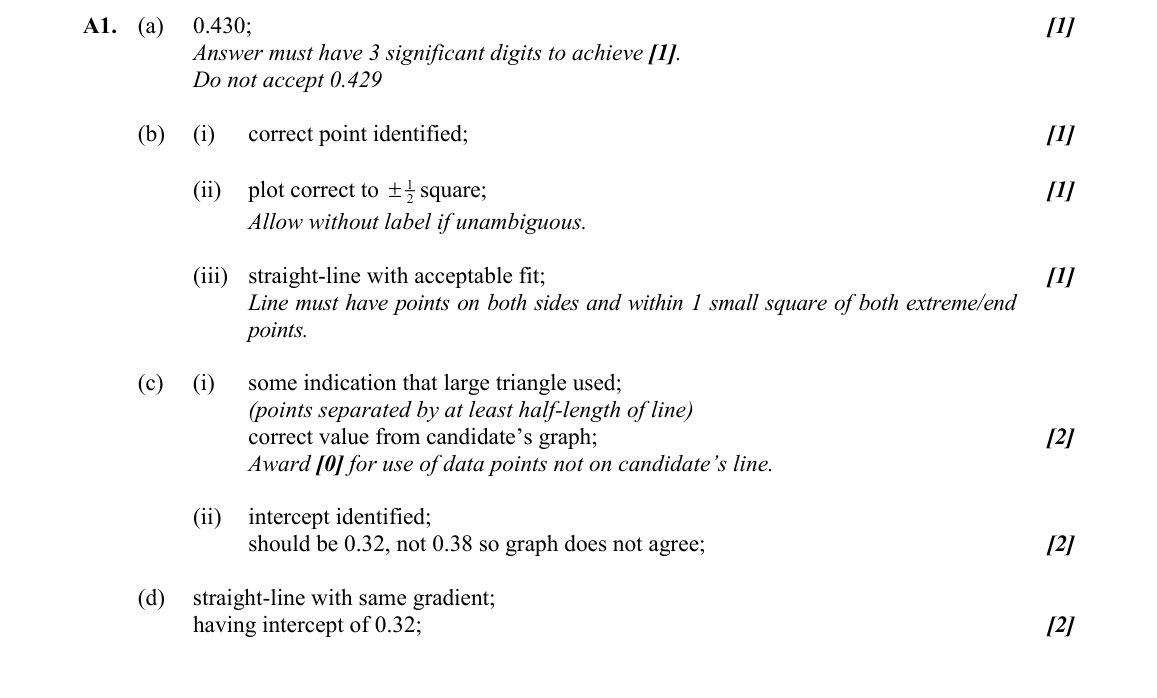 A1. (a) 0.430; [1]
Answer must have 3 significant digits to achieve [1].
Do not accept 0.429
(b) (i) correct point identified; [1]
(ii) plot correct to ±½ square; [1]
Allow without label if unambiguous.
(iii) straight-line with acceptable fit; [1]
Line must have points on both sides and within 1 small square of both extreme/end
points.
(c) (i) some indication that large triangle used;
(points separated by at least half-length of line)
correct value from candidate’s graph; [2]
Award [0] for use of data points not on candidate’s line.
(ii) intercept identified;
should be 0.32, not 0.38 so graph does not agree; [2]
(d) straight-line with same gradient;
having intercept of 0.32; [2]